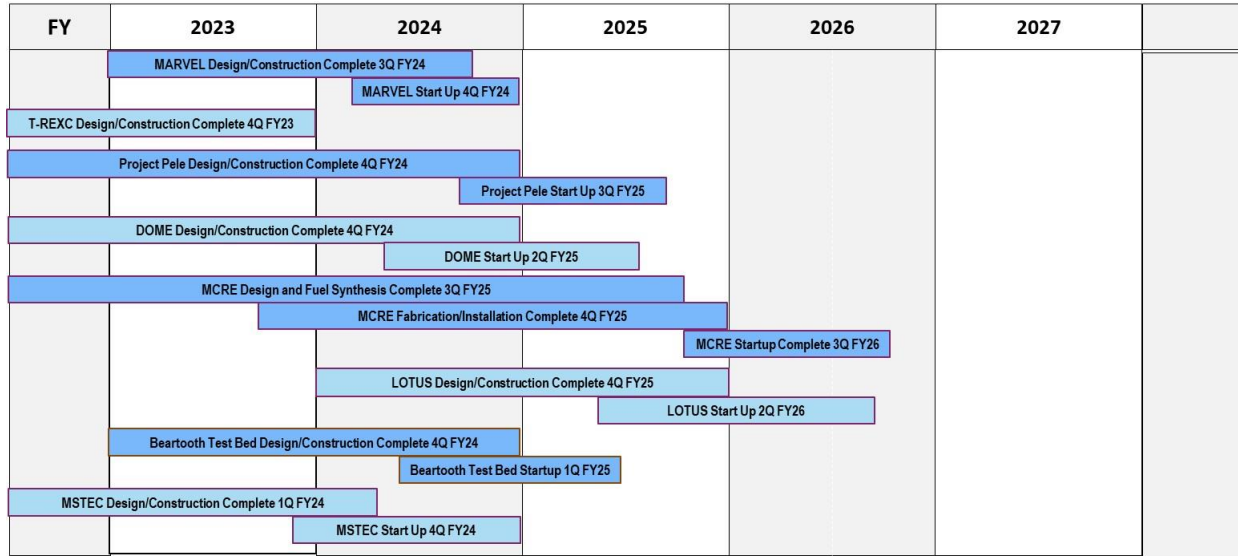 FY 2023 2024 2025 2026 2027
MARVEL Design/Construction Complete 3Q FY24
MARVEL Start Up 4Q FY24
T-REXC Design/Construction Complete 4Q FY23
Project Pele Design/Construction Complete 4Q FY24
Project Pele Start Up 3Q FY25
DOME Design/Construction Complete 4Q FY24
DOME Start Up 2Q FY25
MCRE Design and Fuel Synthesis Complete 3Q FY25
MCRE Fabrication/Installation Complete 4Q FY25
MCRE Startup Complete 3Q FY26
LOTUS Design/Construction Complete 4Q FY25
LOTUS Start Up 2Q FY26
Beartooth Test Bed Design/Construction Complete 4Q FY24
Beartooth Test Bed Startup 1Q FY25
MSTEC Design/Construction Complete 1Q FY24
MSTEC Start Up 4Q FY24